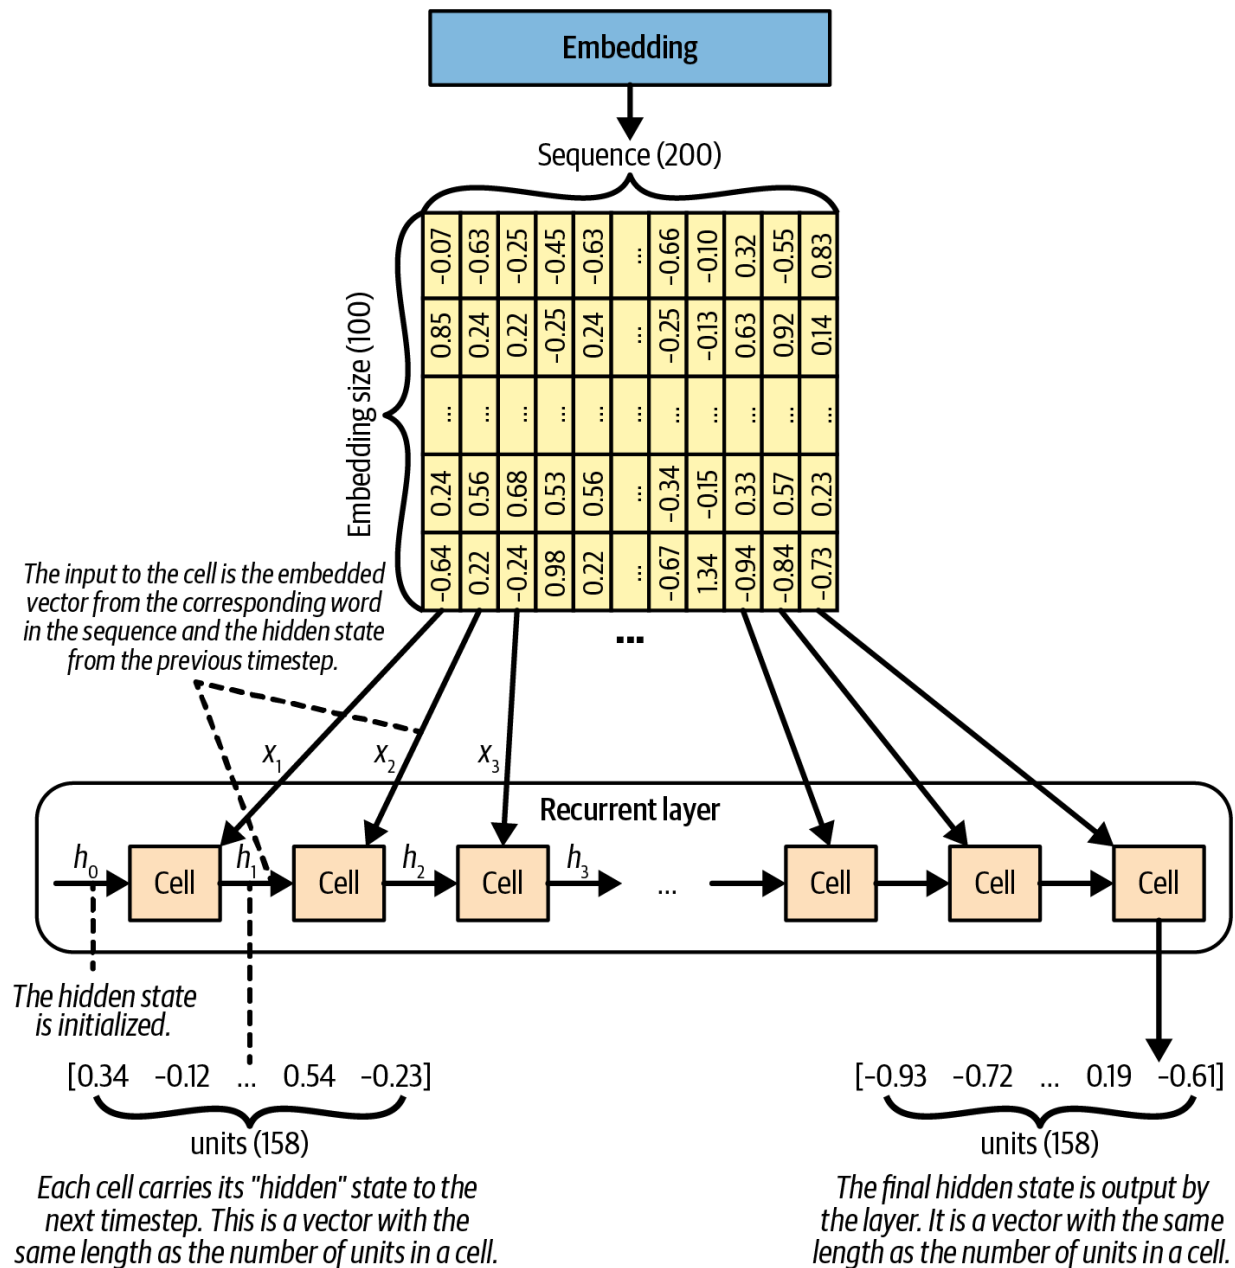 Embedding
Sequence (200)
Embedding size (100)
-0.07 -0.63 -0.25 -0.45 -0.63 ... -0.66 -0.10 0.32 -0.55 0.83
0.85 0.24 0.22 -0.25 0.24 ... -0.25 -0.13 0.63 0.92 0.14
... ... ... ... ... ... ... ... ... ... ...
0.24 0.56 0.68 0.53 0.56 ... -0.34 -0.15 0.33 0.57 0.23
-0.64 0.22 -0.24 0.98 0.22 ... -0.67 1.34 -0.94 -0.84 -0.73
...
The input to the cell is the embedded
vector from the corresponding word
in the sequence and the hidden state
from the previous timestep.
x₁ x₂ x₃
Recurrent layer
h₀ Cell h₁ Cell h₂ Cell h₃ ... Cell Cell Cell
The hidden state
is initialized.
[0.34 -0.12 ... 0.54 -0.23]
units (158)
Each cell carries its "hidden" state to the
next timestep. This is a vector with the
same length as the number of units in a cell.
[-0.93 -0.72 ... 0.19 -0.61]
units (158)
The final hidden state is output by
the layer. It is a vector with the same
length as the number of units in a cell.